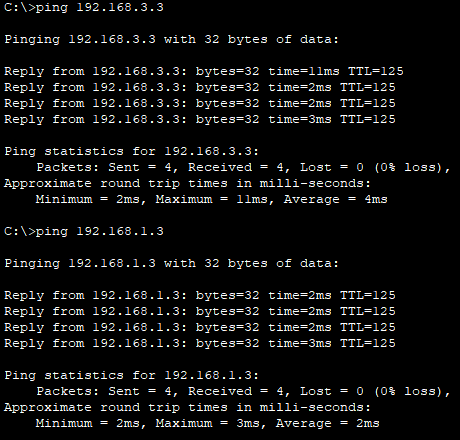 C:\>ping 192.168.3.3
Pinging 192.168.3.3 with 32 bytes of data:
Reply from 192.168.3.3: bytes=32 time=11ms TTL=125
Reply from 192.168.3.3: bytes=32 time=2ms TTL=125
Reply from 192.168.3.3: bytes=32 time=2ms TTL=125
Reply from 192.168.3.3: bytes=32 time=3ms TTL=125
Ping statistics for 192.168.3.3:
    Packets: Sent = 4, Received = 4, Lost = 0 (0% loss),
Approximate round trip times in milli-seconds:
    Minimum = 2ms, Maximum = 11ms, Average = 4ms
C:\>ping 192.168.1.3
Pinging 192.168.1.3 with 32 bytes of data:
Reply from 192.168.1.3: bytes=32 time=2ms TTL=125
Reply from 192.168.1.3: bytes=32 time=2ms TTL=125
Reply from 192.168.1.3: bytes=32 time=2ms TTL=125
Reply from 192.168.1.3: bytes=32 time=3ms TTL=125
Ping statistics for 192.168.1.3:
    Packets: Sent = 4, Received = 4, Lost = 0 (0% loss),
Approximate round trip times in milli-seconds:
    Minimum = 2ms, Maximum = 3ms, Average = 2ms